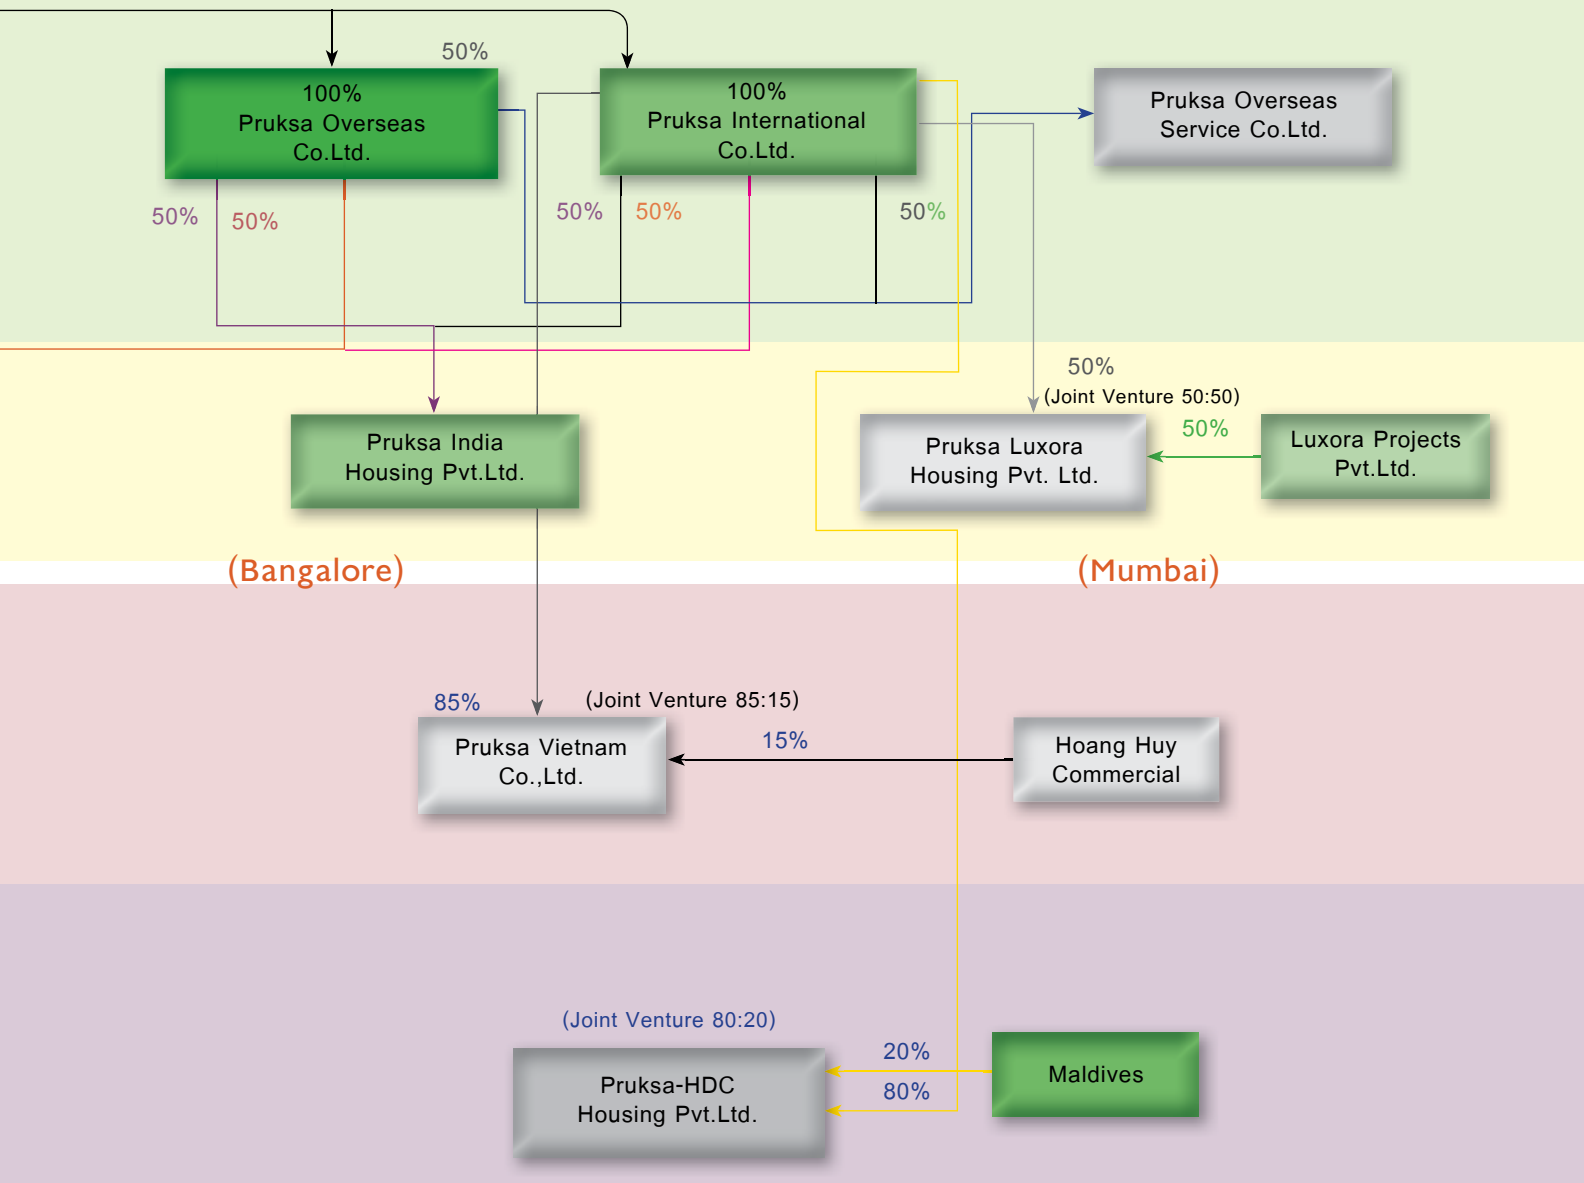 50%
100%
Pruksa Overseas
Co.Ltd.
100%
Pruksa International
Co.Ltd.
Pruksa Overseas
Service Co.Ltd.
50%
50%
50%
50%
50%
50%
(Joint Venture 50:50)
50%
Pruksa India
Housing Pvt.Ltd.
Pruksa Luxora
Housing Pvt. Ltd.
Luxora Projects
Pvt.Ltd.
(Bangalore)
(Mumbai)
85%
(Joint Venture 85:15)
15%
Pruksa Vietnam
Co.,Ltd.
Hoang Huy
Commercial
(Joint Venture 80:20)
20%
80%
Pruksa-HDC
Housing Pvt.Ltd.
Maldives